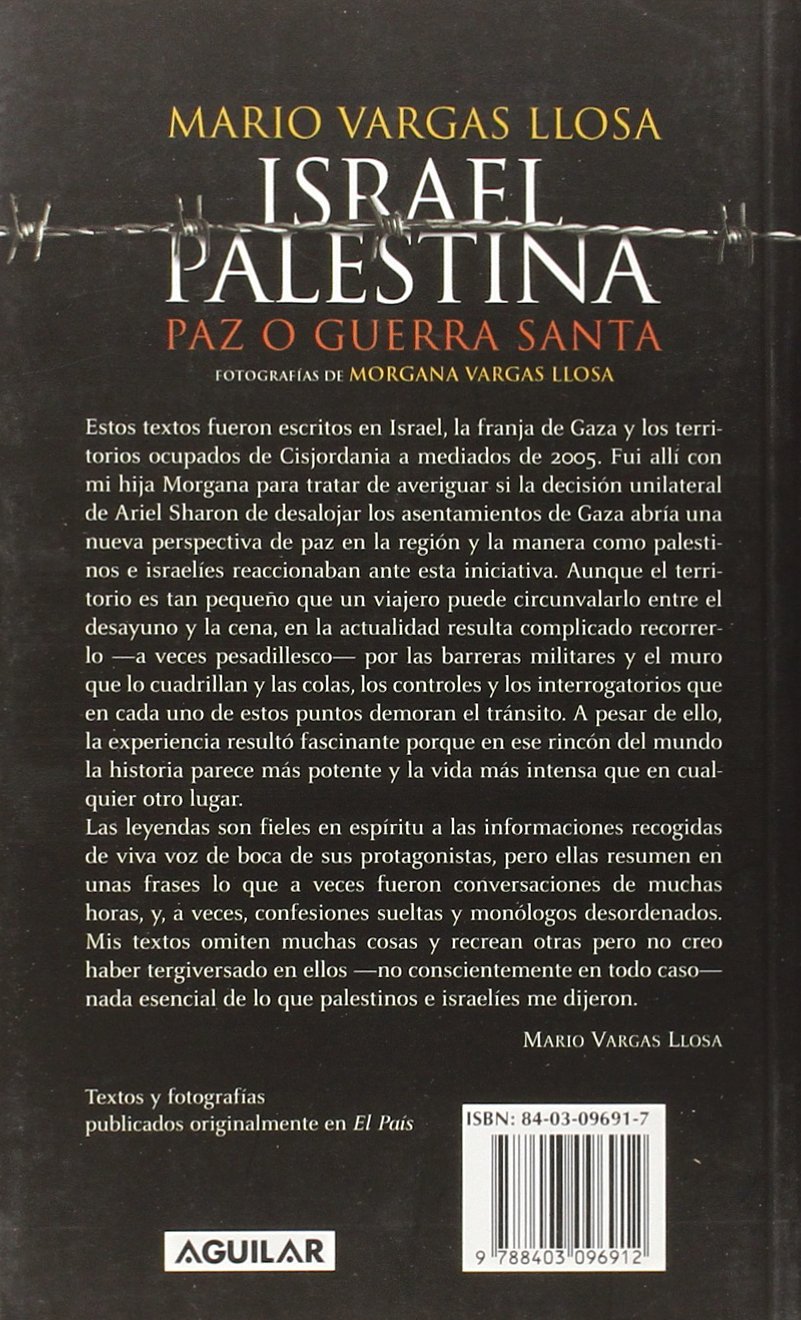 MARIO VARGAS LLOSA
ISRAEL
PALESTINA
PAZ O GUERRA SANTA
FOTOGRAFÍAS DE MORGANA VARGAS LLOSA
Estos textos fueron escritos en Israel, la franja de Gaza y los terri-
torios ocupados de Cisjordania a mediados de 2005. Fui allí con
mi hija Morgana para tratar de averiguar si la decisión unilateral
de Ariel Sharon de desalojar los asentamientos de Gaza abría una
nueva perspectiva de paz en la región y la manera como palesti-
nos e israelíes reaccionaban ante esta iniciativa. Aunque el terri-
torio es tan pequeño que un viajero puede circunvalarlo entre el
desayuno y la cena, en la actualidad resulta complicado recorrer-
lo —a veces pesadillesco— por las barreras militares y el muro
que lo cuadrillan y las colas, los controles y los interrogatorios que
en cada uno de estos puntos demoran el tránsito. A pesar de ello,
la experiencia resultó fascinante porque en ese rincón del mundo
la historia parece más potente y la vida más intensa que en cual-
quier otro lugar.
Las leyendas son fieles en espíritu a las informaciones recogidas
de viva voz de boca de sus protagonistas, pero ellas resumen en
unas frases lo que a veces fueron conversaciones de muchas
horas, y, a veces, confesiones sueltas y monólogos desordenados.
Mis textos omiten muchas cosas y recrean otras pero no creo
haber tergiversado en ellos —no conscientemente en todo caso—
nada esencial de lo que palestinos e israelíes me dijeron.
MARIO VARGAS LLOSA
Textos y fotografías
publicados originalmente en El País
ISBN: 84-03-09691-7
9 788403 096912
AGUILAR